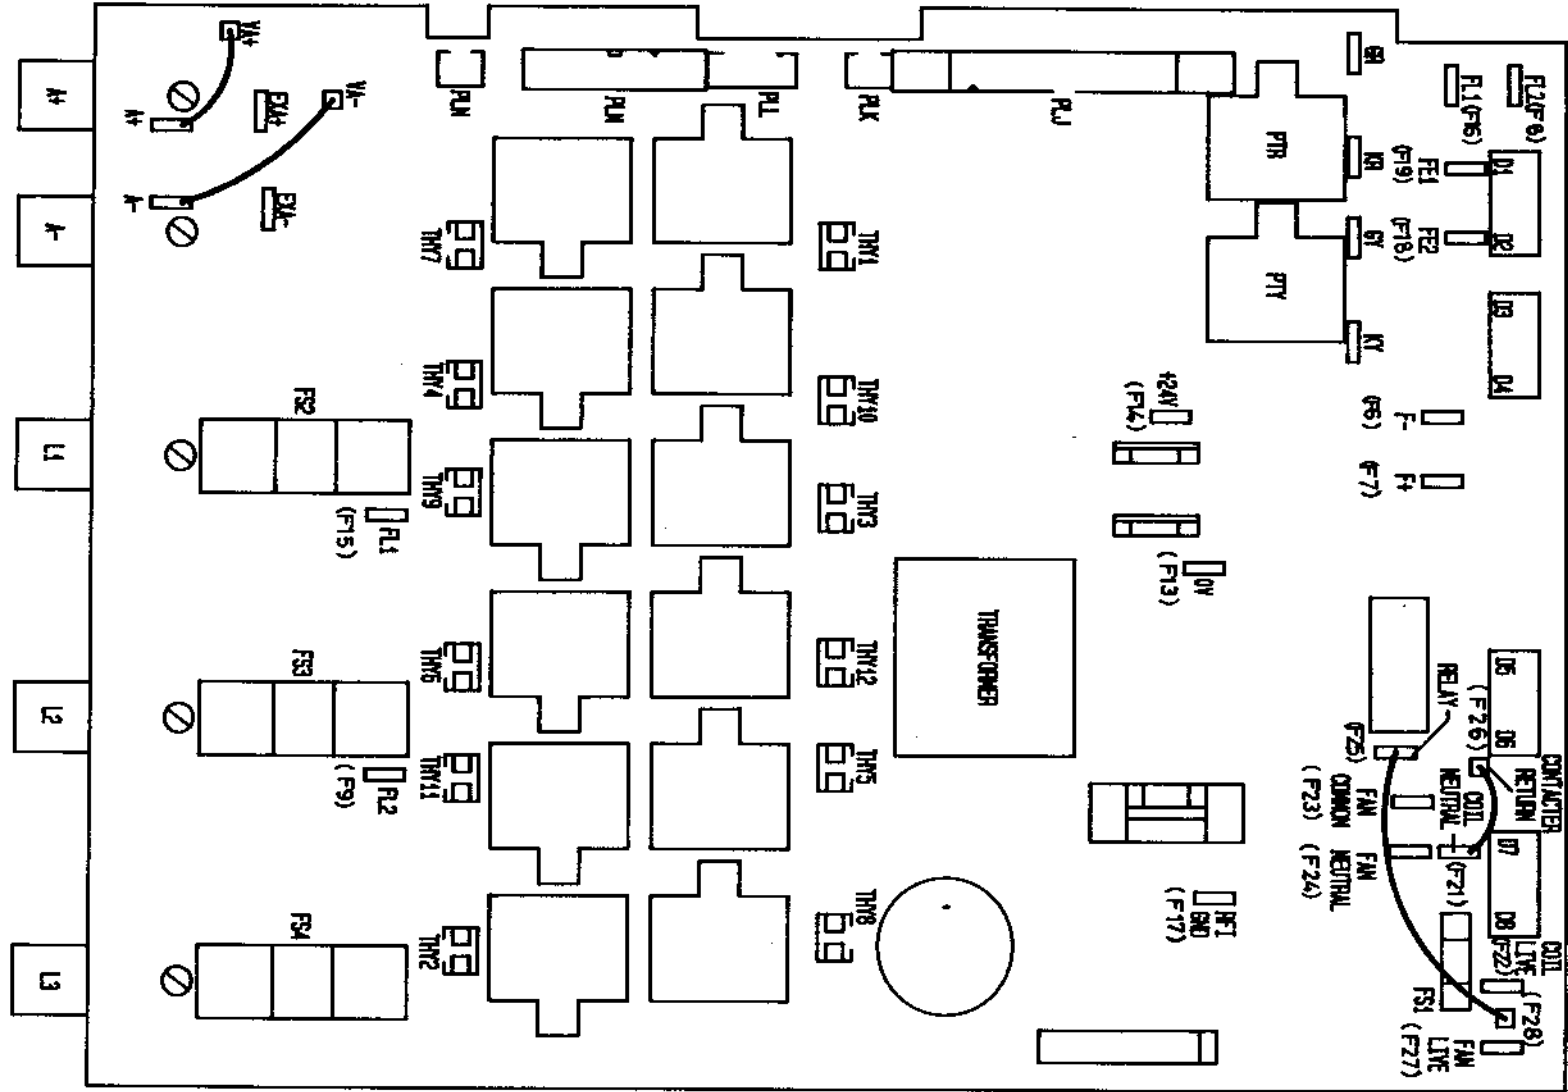 A+
A-
L1
L2
L3
VA+
VA-
A+
A-
EXA+
EXA-
FS2
FL1
(F15)
FS3
FL2
(F9)
FS4
PLN
PLM
PLL
PLK
PLJ
THY7
THY4
THY9
THY6
THY11
THY2
THY1
THY10
THY3
THY12
THY5
THY8
TRANSFORMER
PTR
PTY
GR
KR
GY
KY
FL2(F8)
FL1(F16)
FE1
(F19)
FE2
(F18)
D1
D2
D3
D4
F-
(F6)
F+
(F7)
+24V
(F14)
0V
(F13)
D5
D6
RELAY
(F25)
(F26)
CONTACTER
RETURN
COIL
NEUTRAL
(F21)
FAN
COMMON
(F23)
FAN
NEUTRAL
(F24)
D7
D8
COIL
LIVE
(F22)
FS1
(F28)
FAN
LIVE
(F27)
RFI
GND
(F17)